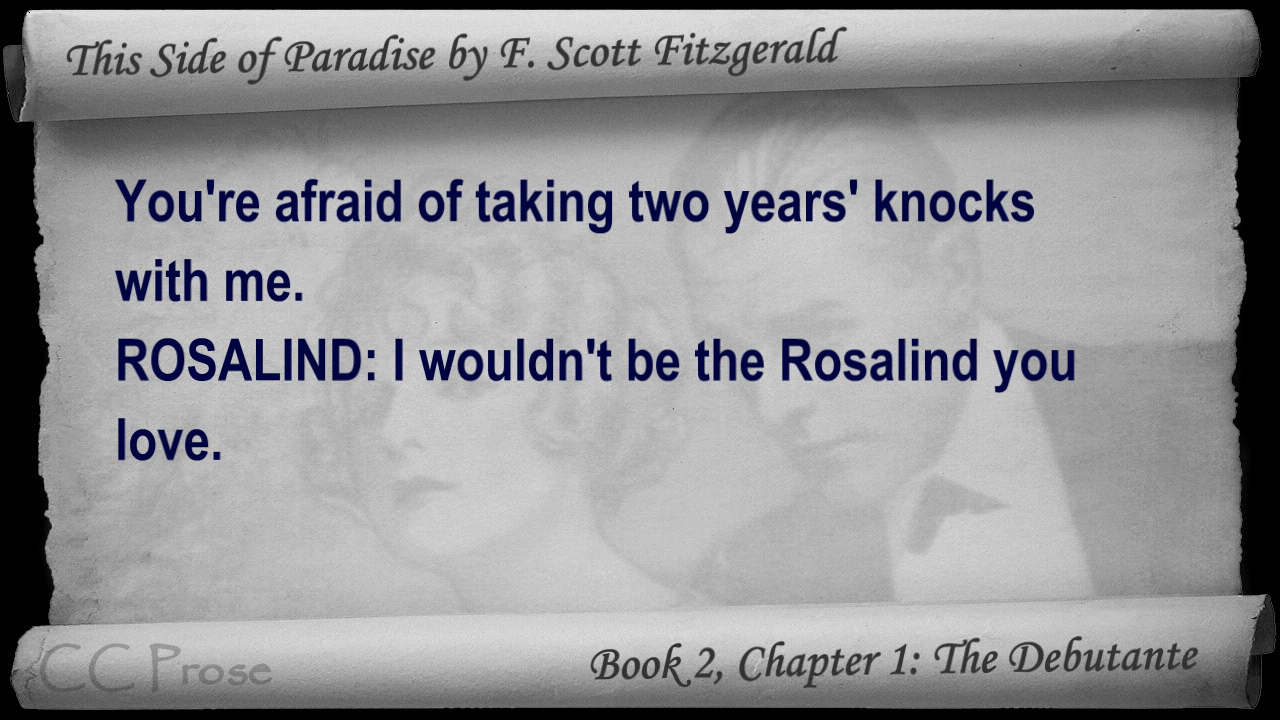 This Side of Paradise by F. Scott Fitzgerald
You're afraid of taking two years' knocks
with me.
ROSALIND: I wouldn't be the Rosalind you
love.
CC Prose
Book 2, Chapter 1: The Debutante